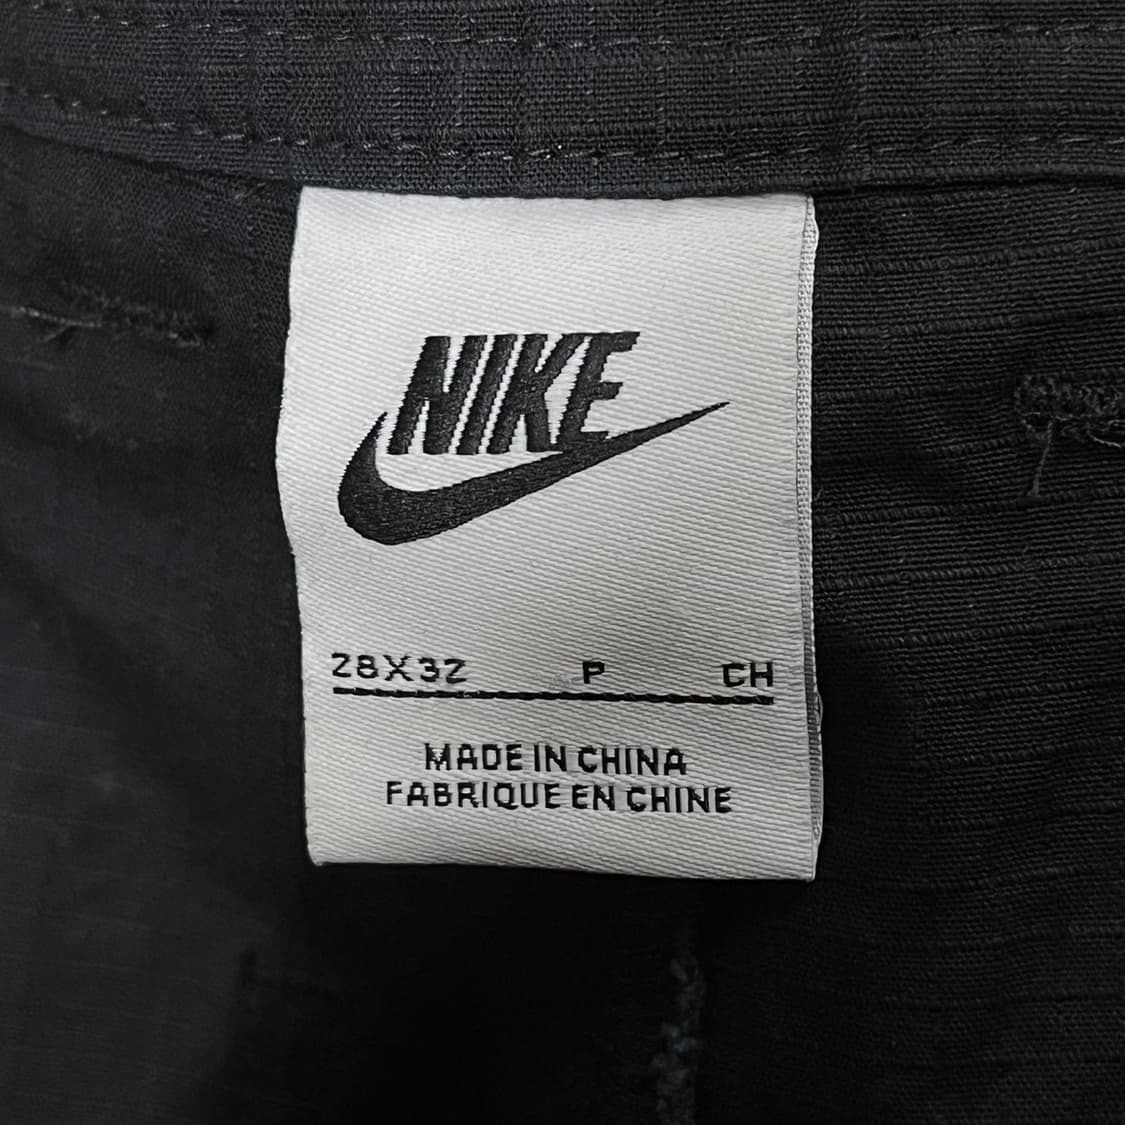 NIKE
28X32 P CH
MADE IN CHINA
FABRIQUE EN CHINE